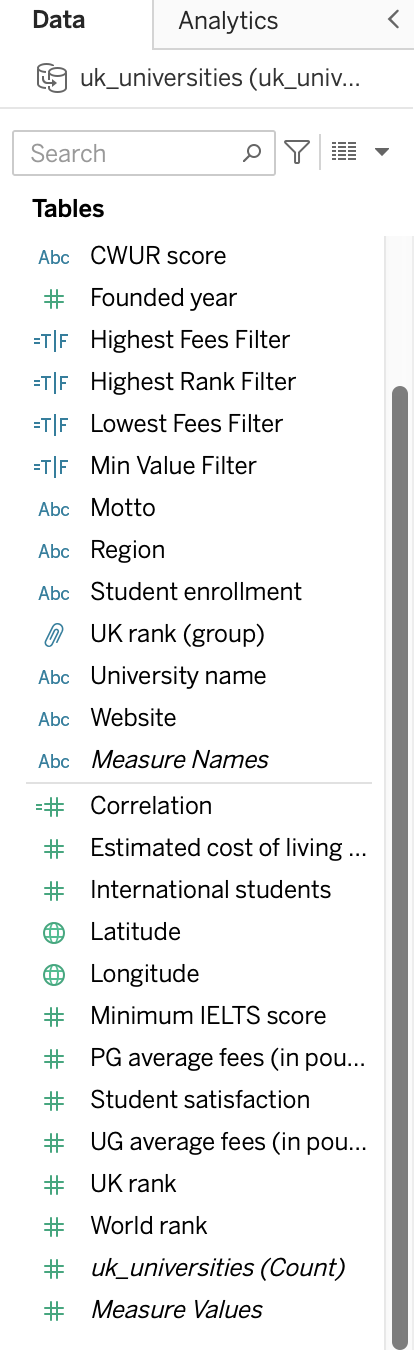 Data Analytics
uk_universities (uk_univ...
Search
Tables
Abc CWUR score
# Founded year
=T|F Highest Fees Filter
=T|F Highest Rank Filter
=T|F Lowest Fees Filter
=T|F Min Value Filter
Abc Motto
Abc Region
Abc Student enrollment
UK rank (group)
Abc University name
Abc Website
Abc Measure Names
=# Correlation
# Estimated cost of living ...
# International students
Latitude
Longitude
# Minimum IELTS score
# PG average fees (in pou...
# Student satisfaction
# UG average fees (in pou...
# UK rank
# World rank
# uk_universities (Count)
# Measure Values